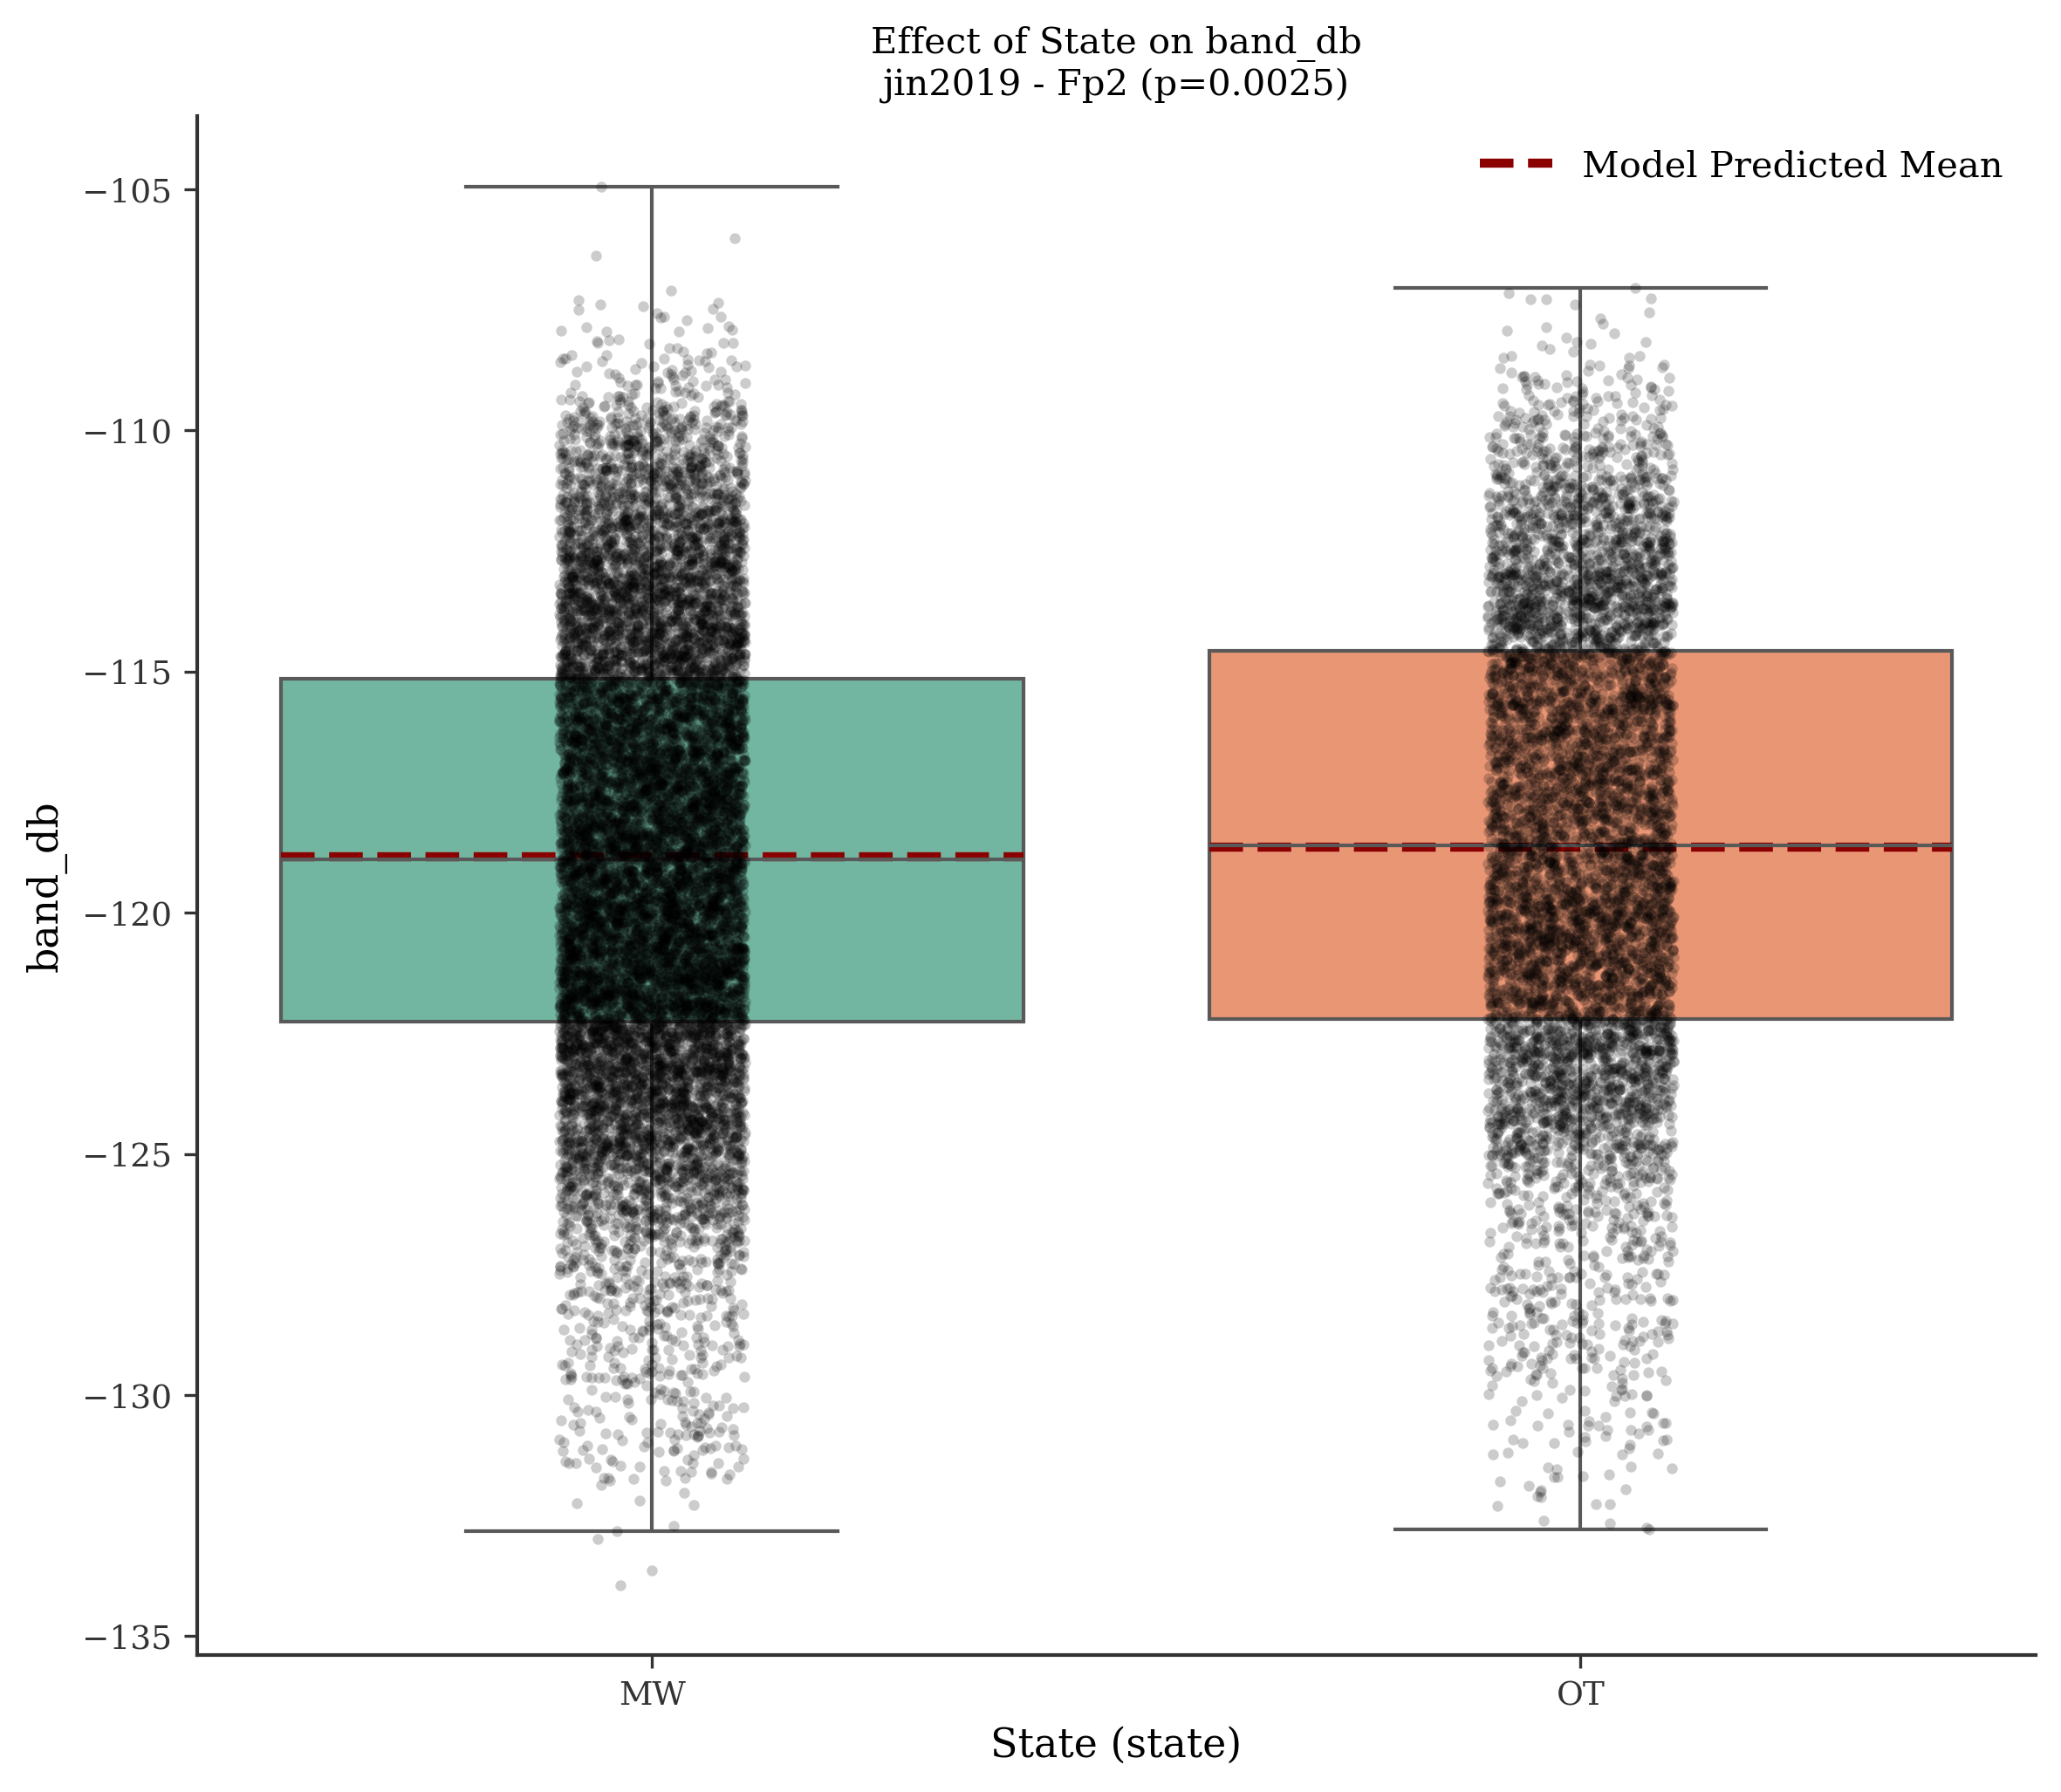 Effect of State on band_db
jin2019 - Fp2 (p=0.0025)
Model Predicted Mean
−105
−110
−115
−120
−125
−130
−135
band_db
MW
OT
State (state)